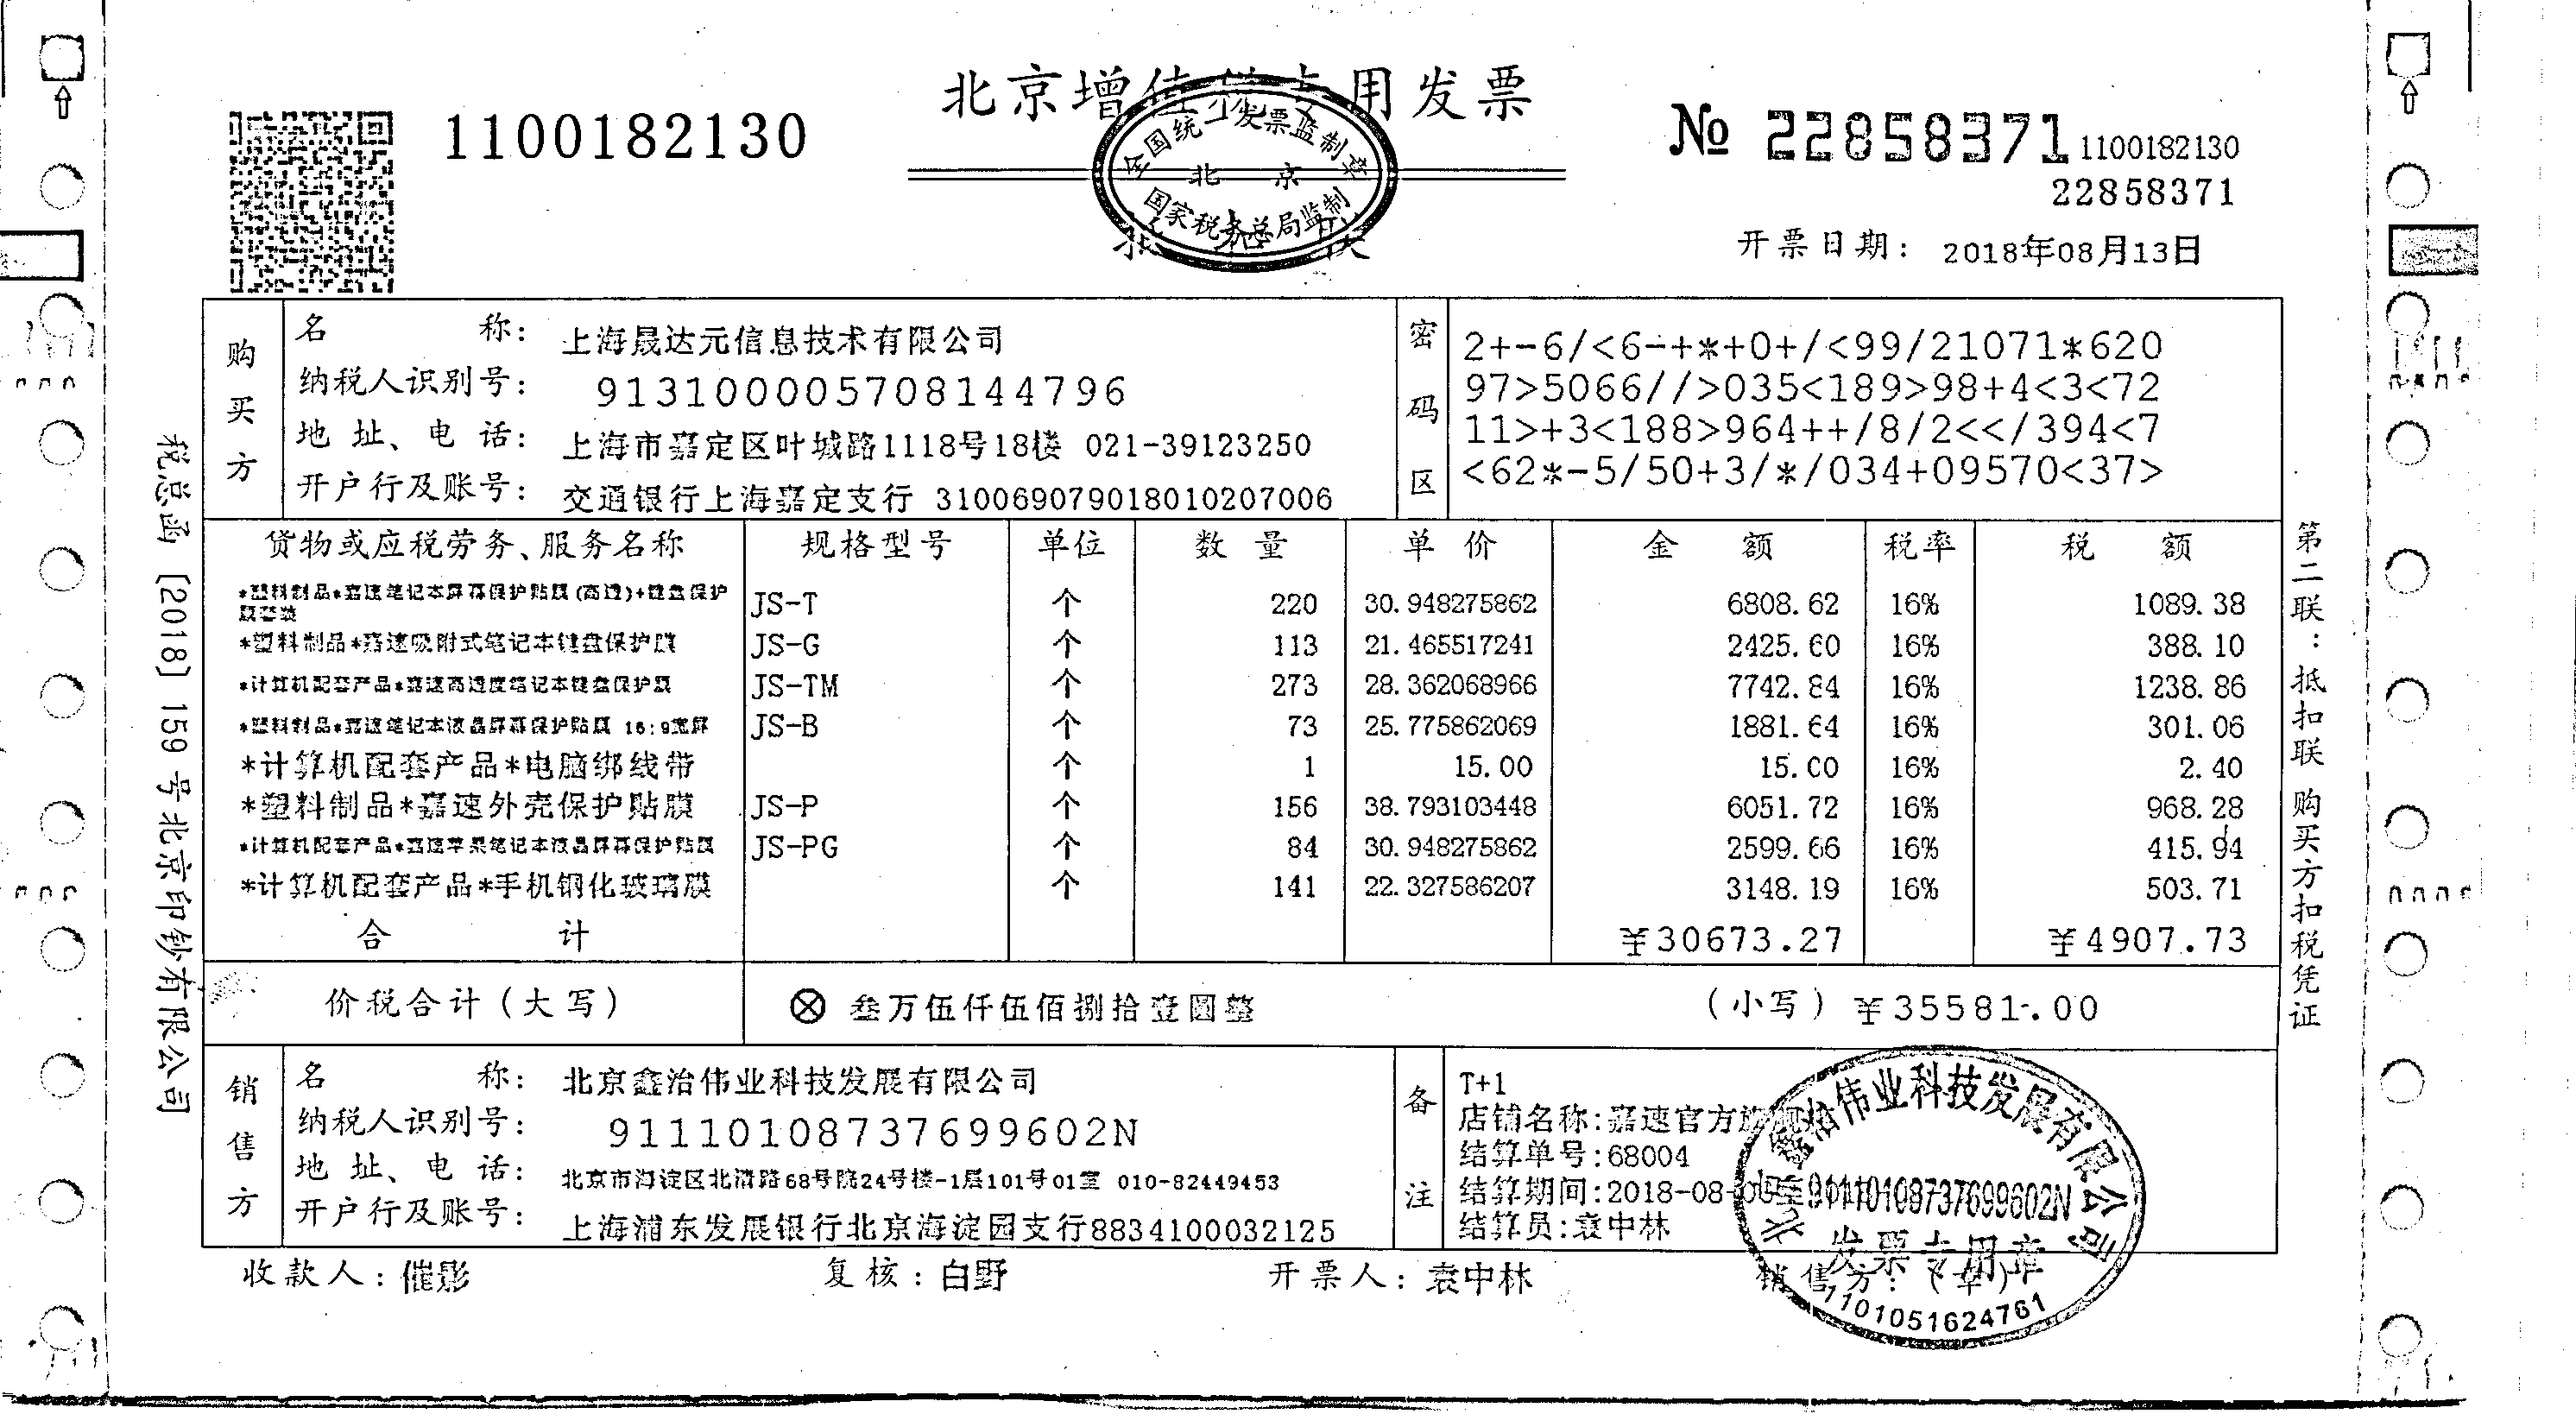 北京增值税专用发票
1100182130
№ 22858371
1100182130
22858371
全国统一发票监制章
北京
国家税务总局监制
开票日期： 2018年08月13日
购买方
名称： 上海晟达元信息技术有限公司
纳税人识别号： 913100005708144796
地址、电话： 上海市嘉定区叶城路1118号18楼 021-39123250
开户行及账号： 交通银行上海嘉定支行 310069079018010207006
密码区
2+-6/<6-+*+0+/<99/21071*620
97>5066//>035<189>98+4<3<72
11>+3<188>964++/8/2<</394<7
<62*-5/50+3/*/034+09570<37>
货物或应税劳务、服务名称 规格型号 单位 数量 单价 金额 税率 税额
*塑料制品*嘉速笔记本屏幕保护贴膜(高透)+键盘保护膜套装 JS-T 个 220 30.948275862 6808.62 16% 1089.38
*塑料制品*嘉速吸附式笔记本键盘保护膜 JS-G 个 113 21.465517241 2425.60 16% 388.10
*计算机配套产品*嘉速高透度笔记本键盘保护膜 JS-TM 个 273 28.362068966 7742.84 16% 1238.86
*塑料制品*嘉速笔记本液晶屏幕保护贴膜 16:9宽屏 JS-B 个 73 25.775862069 1881.64 16% 301.06
*计算机配套产品*电脑绑线带 个 1 15.00 15.00 16% 2.40
*塑料制品*嘉速外壳保护贴膜 JS-P 个 156 38.793103448 6051.72 16% 968.28
*计算机配套产品*嘉速苹果笔记本液晶屏幕保护贴膜 JS-PG 个 84 30.948275862 2599.66 16% 415.94
*计算机配套产品*手机钢化玻璃膜 个 141 22.327586207 3148.19 16% 503.71
合计 ¥30673.27 ¥4907.73
价税合计（大写） ⊗ 叁万伍仟伍佰捌拾壹圆整 （小写）¥35581.00
销售方
名称： 北京鑫治伟业科技发展有限公司
纳税人识别号： 91110108737699602N
地址、电话： 北京市海淀区北清路68号院24号楼-1层101号01室 010-82449453
开户行及账号： 上海浦东发展银行北京海淀园支行8834100032125
备注
T+1
店铺名称:嘉速官方旗舰
结算单号:68004
结算期间:2018-08-
结算员:袁中林
北京鑫治伟业科技发展有限公司
91110108737699602N
发票专用章
1101051624761
收款人：催影 复核：白野 开票人：袁中林 销售方：（章）
税总函〔2018〕159号北京印钞有限公司
第二联：抵扣联 购买方扣税凭证